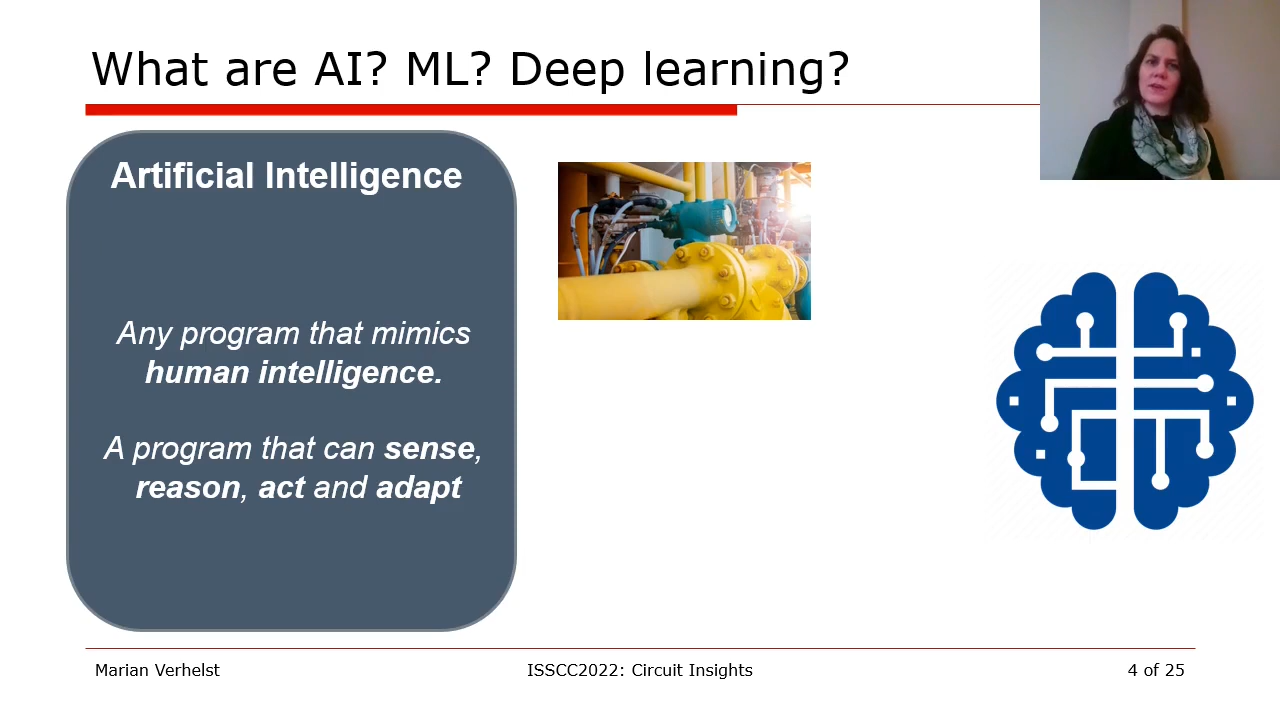 What are AI? ML? Deep learning?
Artificial Intelligence
Any program that mimics
human intelligence.
A program that can sense,
reason, act and adapt
Marian Verhelst
ISSCC2022: Circuit Insights
4 of 25